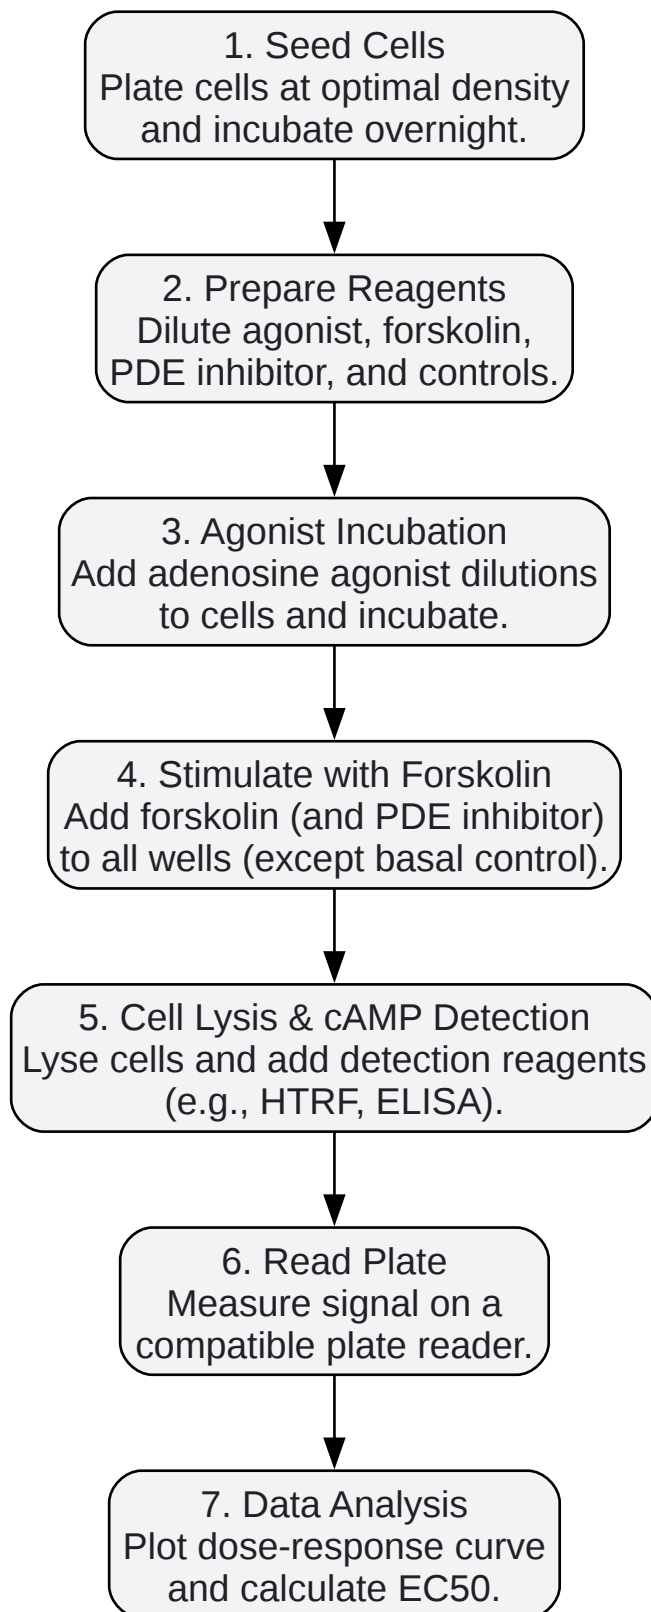 1. Seed Cells
Plate cells at optimal density
and incubate overnight.
2. Prepare Reagents
Dilute agonist, forskolin,
PDE inhibitor, and controls.
3. Agonist Incubation
Add adenosine agonist dilutions
to cells and incubate.
4. Stimulate with Forskolin
Add forskolin (and PDE inhibitor)
to all wells (except basal control).
5. Cell Lysis & cAMP Detection
Lyse cells and add detection reagents
(e.g., HTRF, ELISA).
6. Read Plate
Measure signal on a
compatible plate reader.
7. Data Analysis
Plot dose-response curve
and calculate EC50.